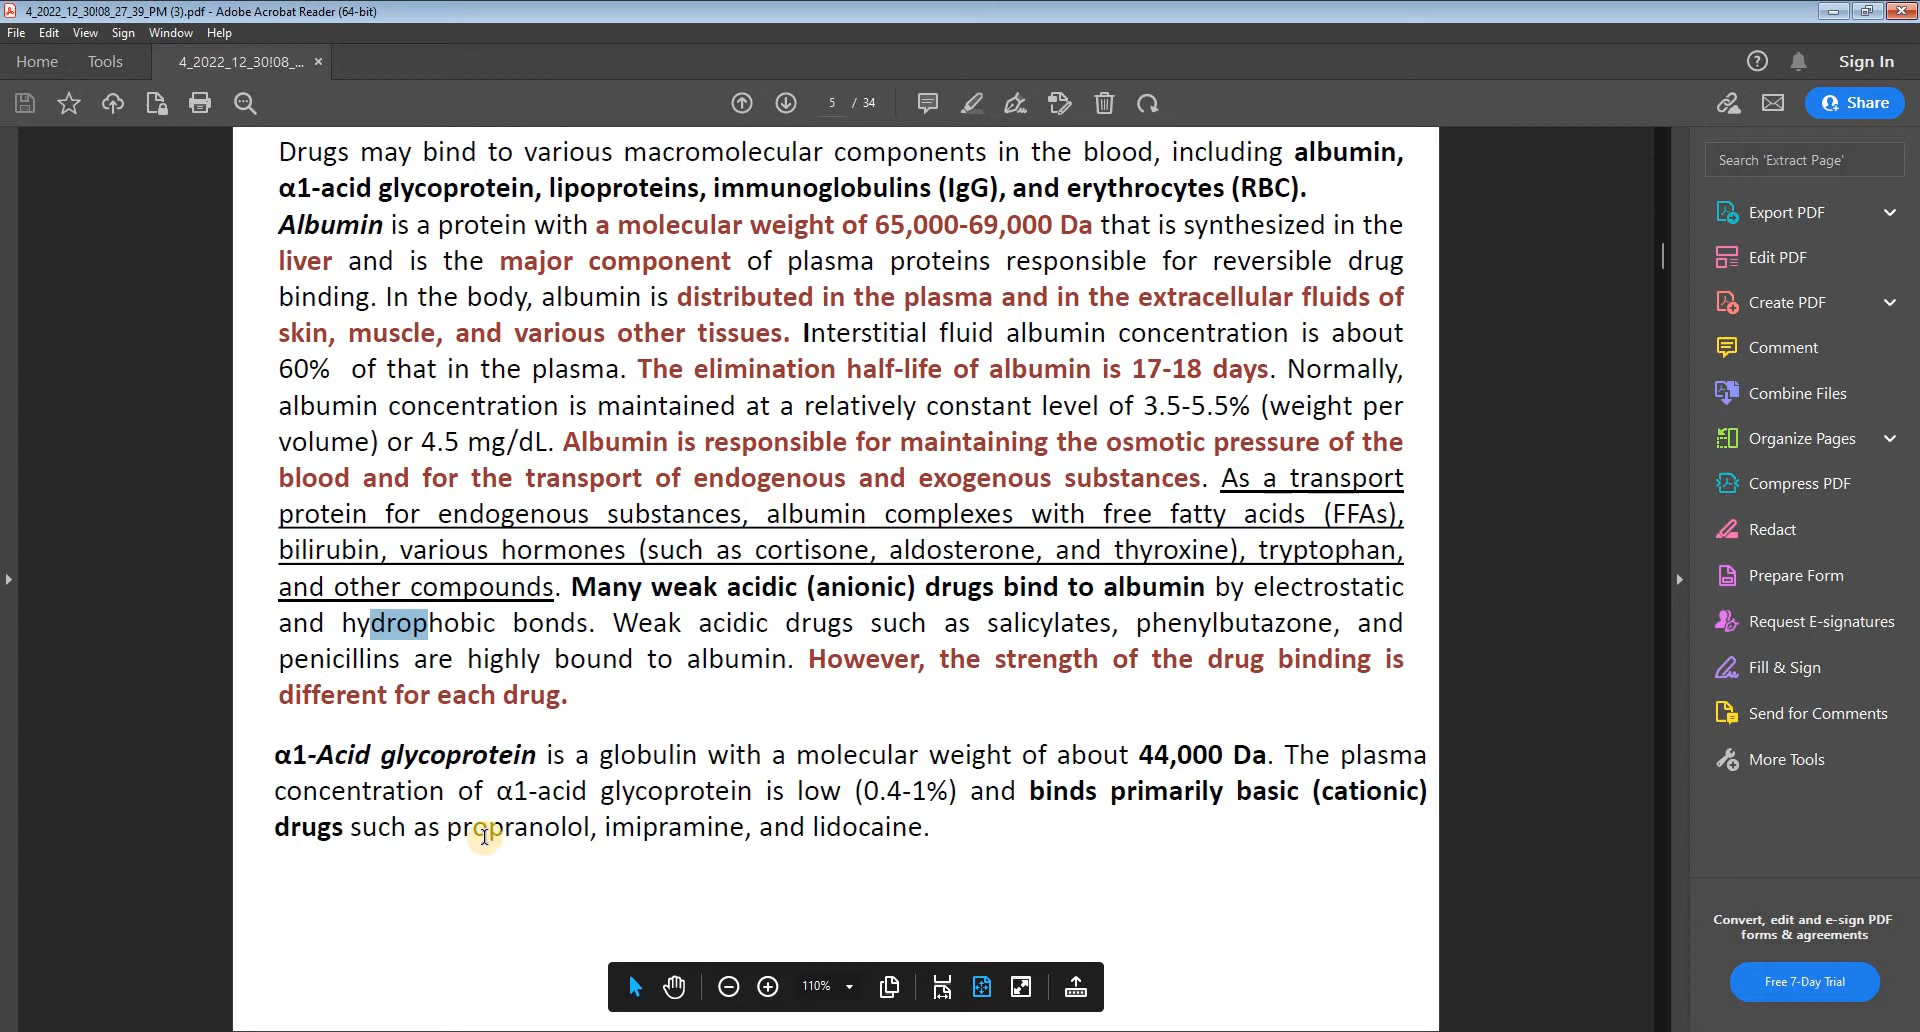 4_2022_12_30!08_27_39_PM (3).pdf - Adobe Acrobat Reader (64-bit)
File Edit View Sign Window Help
Home Tools 4_2022_12_30!08_... × Sign In
5 / 34 Share
Drugs may bind to various macromolecular components in the blood, including albumin,
α1-acid glycoprotein, lipoproteins, immunoglobulins (IgG), and erythrocytes (RBC).
Albumin is a protein with a molecular weight of 65,000-69,000 Da that is synthesized in the
liver and is the major component of plasma proteins responsible for reversible drug
binding. In the body, albumin is distributed in the plasma and in the extracellular fluids of
skin, muscle, and various other tissues. Interstitial fluid albumin concentration is about
60% of that in the plasma. The elimination half-life of albumin is 17-18 days. Normally,
albumin concentration is maintained at a relatively constant level of 3.5-5.5% (weight per
volume) or 4.5 mg/dL. Albumin is responsible for maintaining the osmotic pressure of the
blood and for the transport of endogenous and exogenous substances. As a transport
protein for endogenous substances, albumin complexes with free fatty acids (FFAs),
bilirubin, various hormones (such as cortisone, aldosterone, and thyroxine), tryptophan,
and other compounds. Many weak acidic (anionic) drugs bind to albumin by electrostatic
and hydrophobic bonds. Weak acidic drugs such as salicylates, phenylbutazone, and
penicillins are highly bound to albumin. However, the strength of the drug binding is
different for each drug.
α1-Acid glycoprotein is a globulin with a molecular weight of about 44,000 Da. The plasma
concentration of α1-acid glycoprotein is low (0.4-1%) and binds primarily basic (cationic)
drugs such as propranolol, imipramine, and lidocaine.
110%
Search 'Extract Page'
Export PDF
Edit PDF
Create PDF
Comment
Combine Files
Organize Pages
Compress PDF
Redact
Prepare Form
Request E-signatures
Fill & Sign
Send for Comments
More Tools
Convert, edit and e-sign PDF
forms & agreements
Free 7-Day Trial